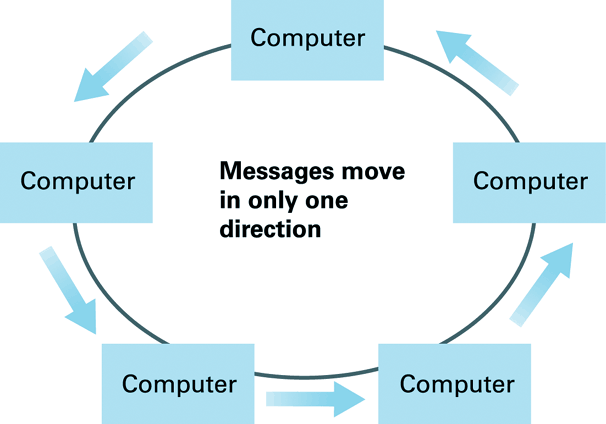 Computer
Computer
Messages move
in only one
direction
Computer
Computer
Computer